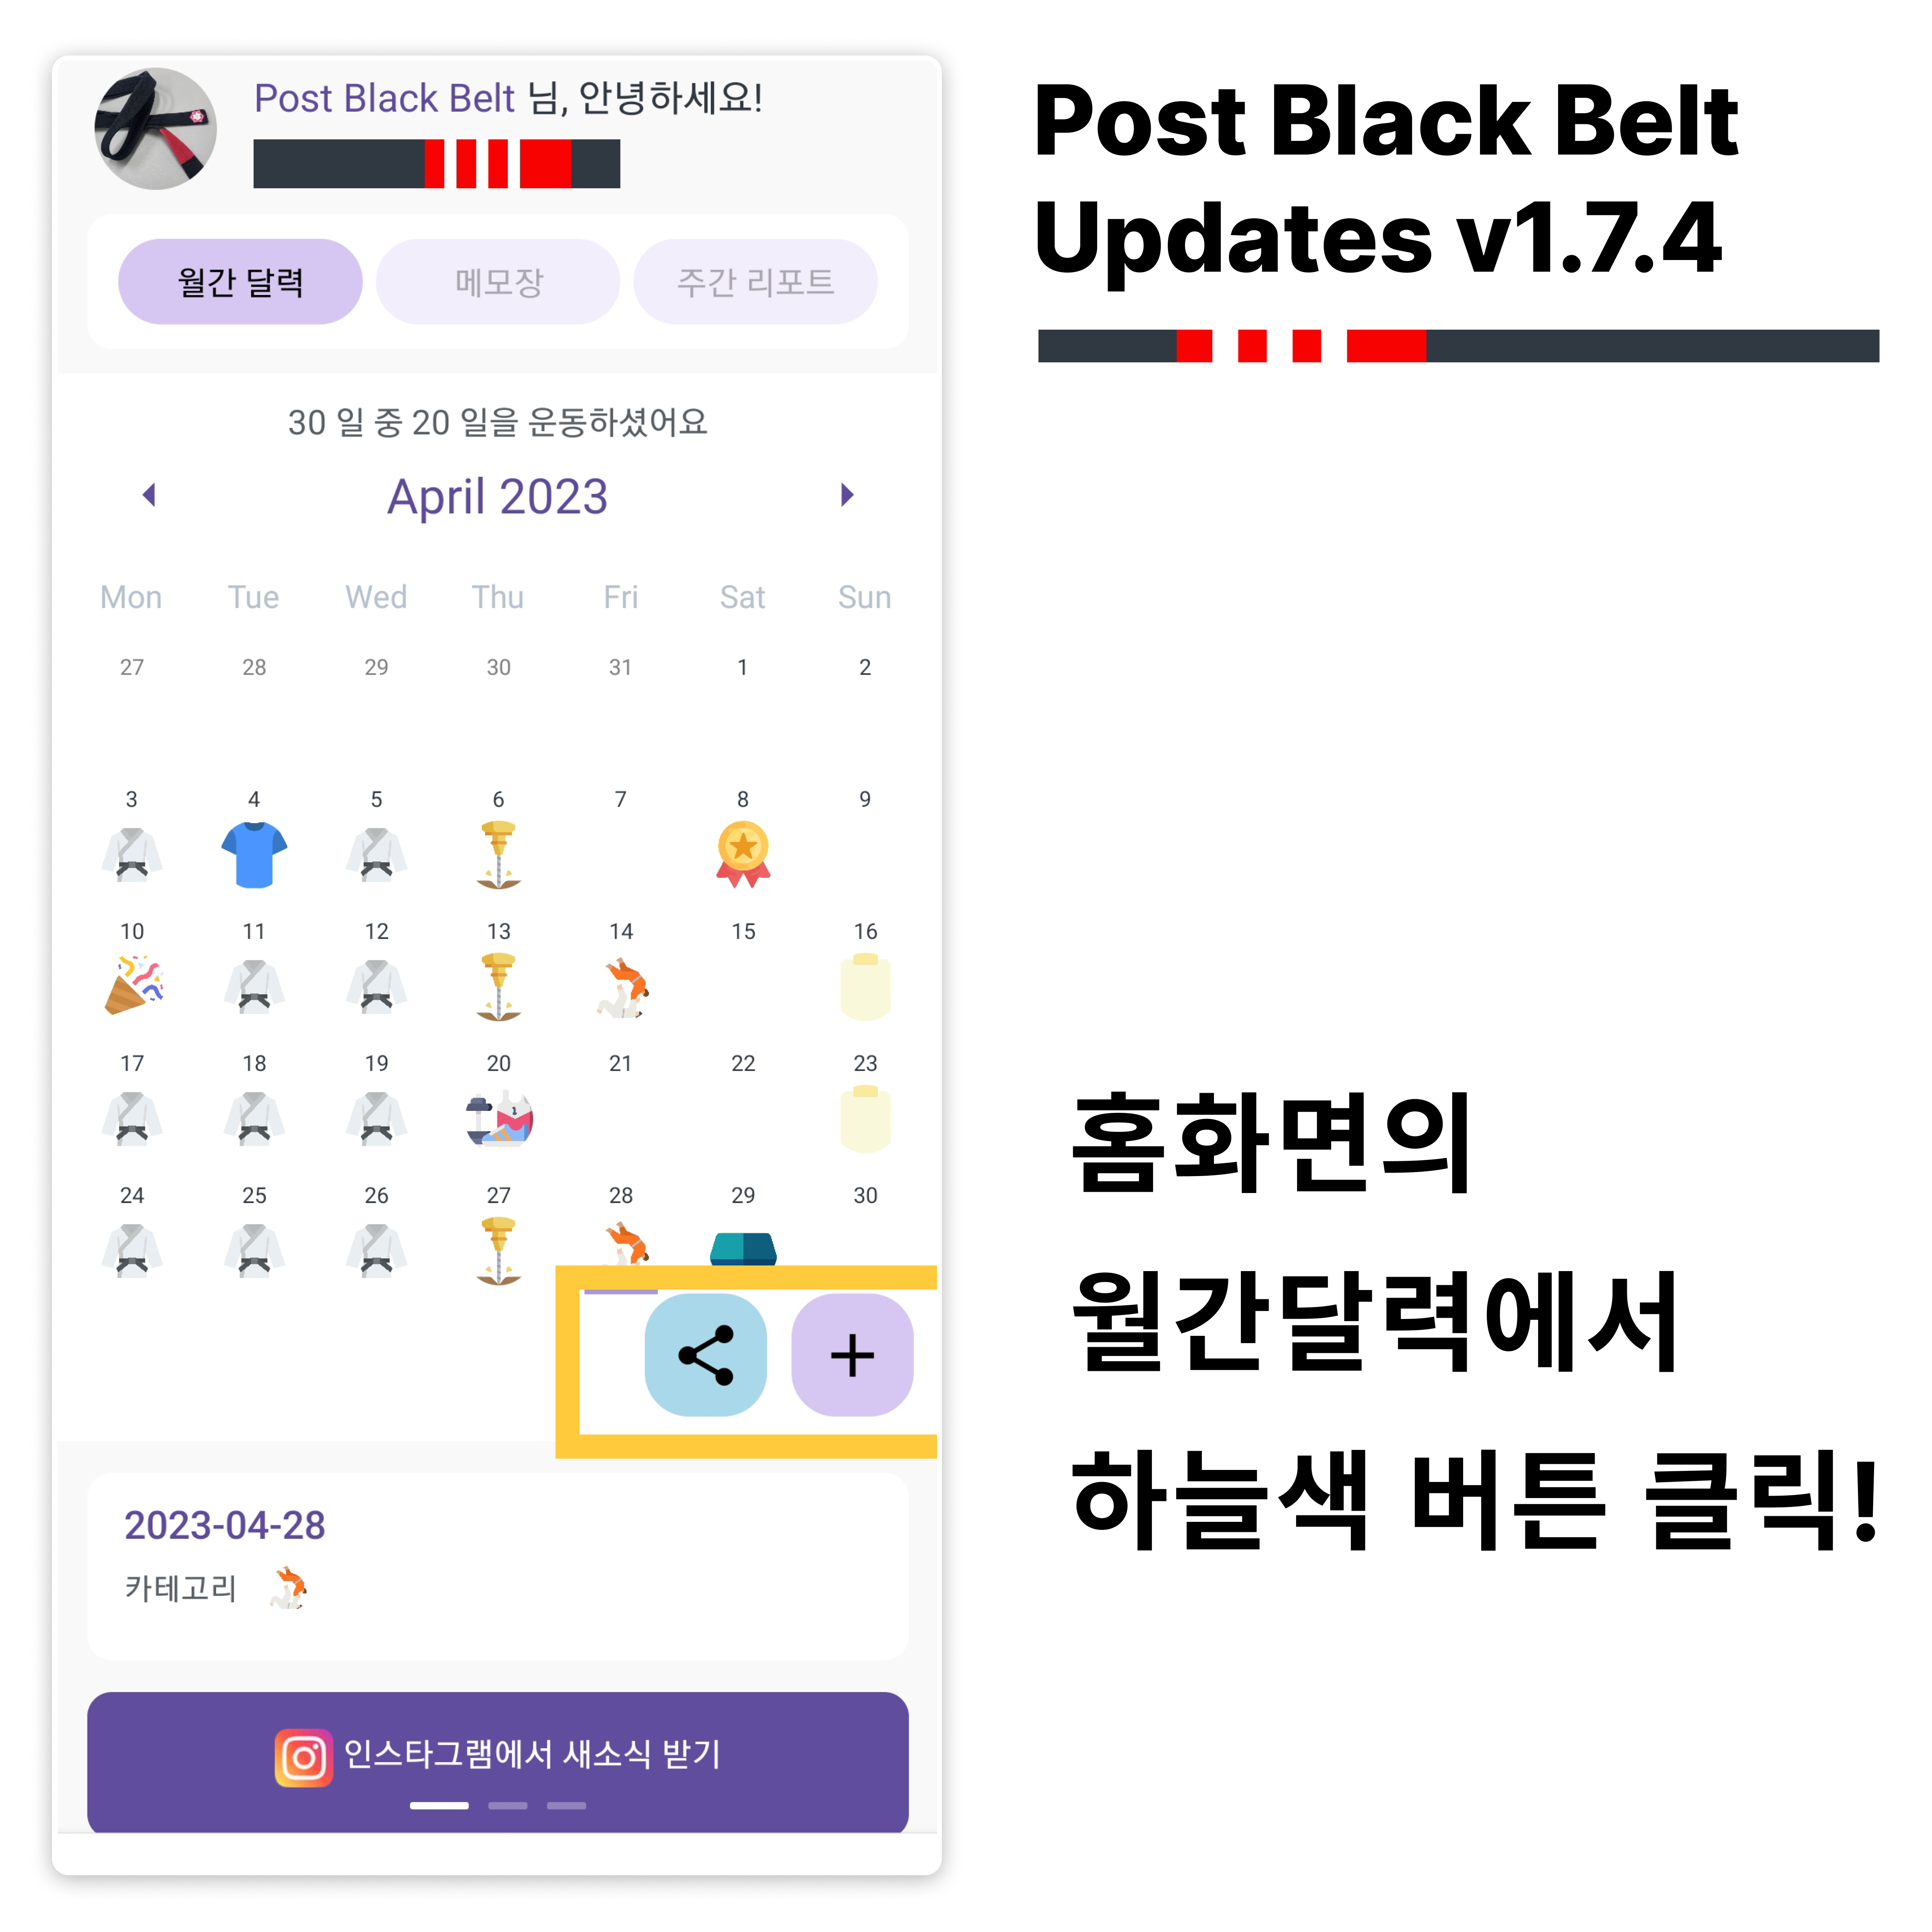 Post Black Belt 님, 안녕하세요!
월간 달력 메모장 주간 리포트
30 일 중 20 일을 운동하셨어요
April 2023
Mon Tue Wed Thu Fri Sat Sun
27 28 29 30 31 1 2
3 4 5 6 7 8 9
10 11 12 13 14 15 16
17 18 19 20 21 22 23
1
24 25 26 27 28 29 30
2023-04-28
카테고리
인스타그램에서 새소식 받기
Post Black Belt
Updates v1.7.4
홈화면의
월간달력에서
하늘색 버튼 클릭!